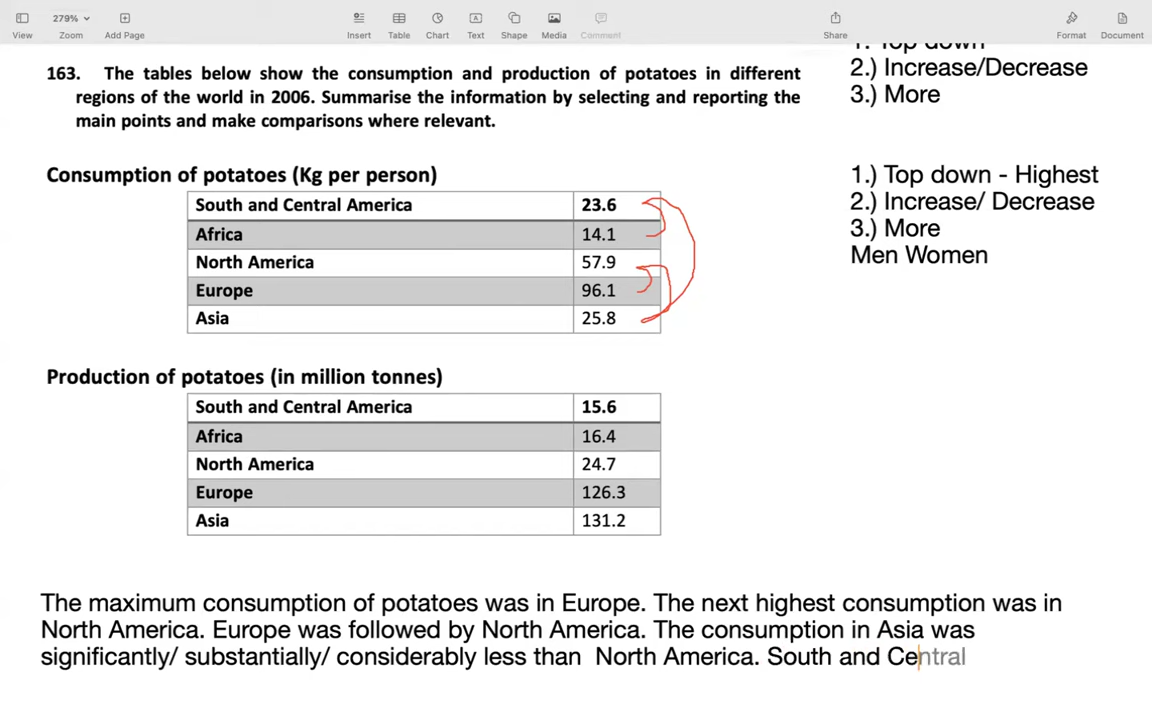 279%
View
Zoom
Add Page
Insert
Table
Chart
Text
Shape
Media
Comment
Share
Format
Document
1. Top down
2.) Increase/Decrease
3.) More
163. The tables below show the consumption and production of potatoes in different
regions of the world in 2006. Summarise the information by selecting and reporting the
main points and make comparisons where relevant.
1.) Top down - Highest
2.) Increase/ Decrease
3.) More
Men Women
Consumption of potatoes (Kg per person)
South and Central America 23.6
Africa 14.1
North America 57.9
Europe 96.1
Asia 25.8
Production of potatoes (in million tonnes)
South and Central America 15.6
Africa 16.4
North America 24.7
Europe 126.3
Asia 131.2
The maximum consumption of potatoes was in Europe. The next highest consumption was in
North America. Europe was followed by North America. The consumption in Asia was
significantly/ substantially/ considerably less than North America. South and Central